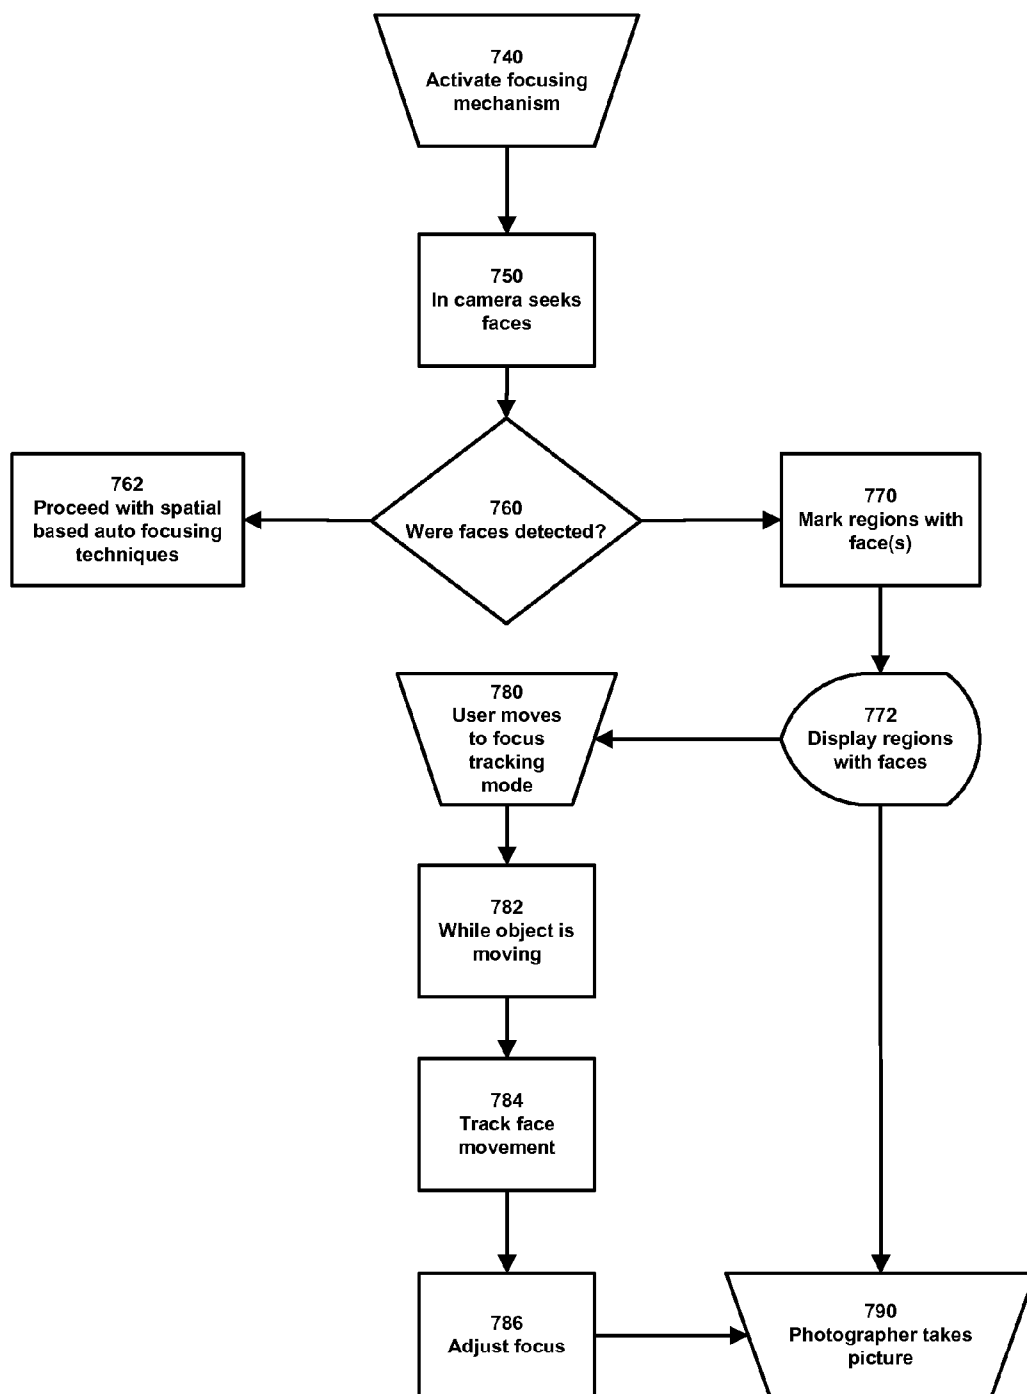 740
Activate focusing
mechanism
750
In camera seeks
faces
762
Proceed with spatial
based auto focusing
techniques
760
Were faces detected?
770
Mark regions with
face(s)
780
User moves
to focus
tracking
mode
772
Display regions
with faces
782
While object is
moving
784
Track face
movement
786
Adjust focus
790
Photographer takes
picture